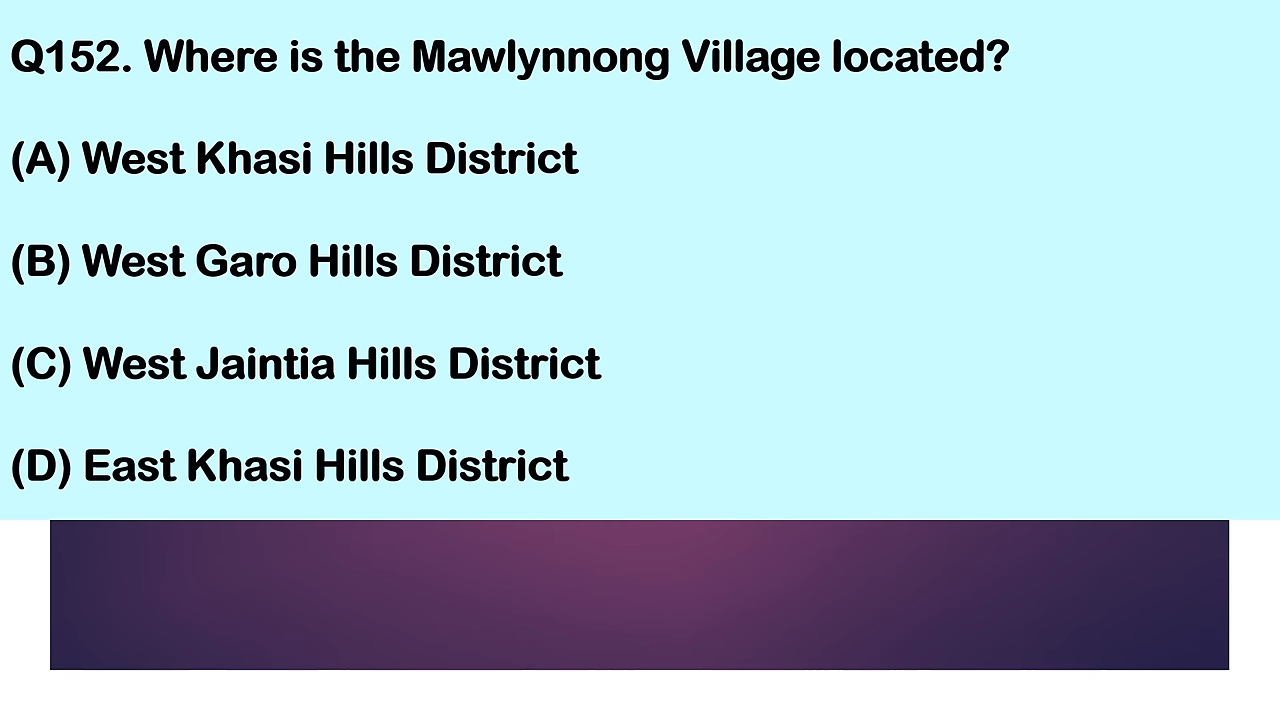 Q152. Where is the Mawlynnong Village located?
(A) West Khasi Hills District
(B) West Garo Hills District
(C) West Jaintia Hills District
(D) East Khasi Hills District